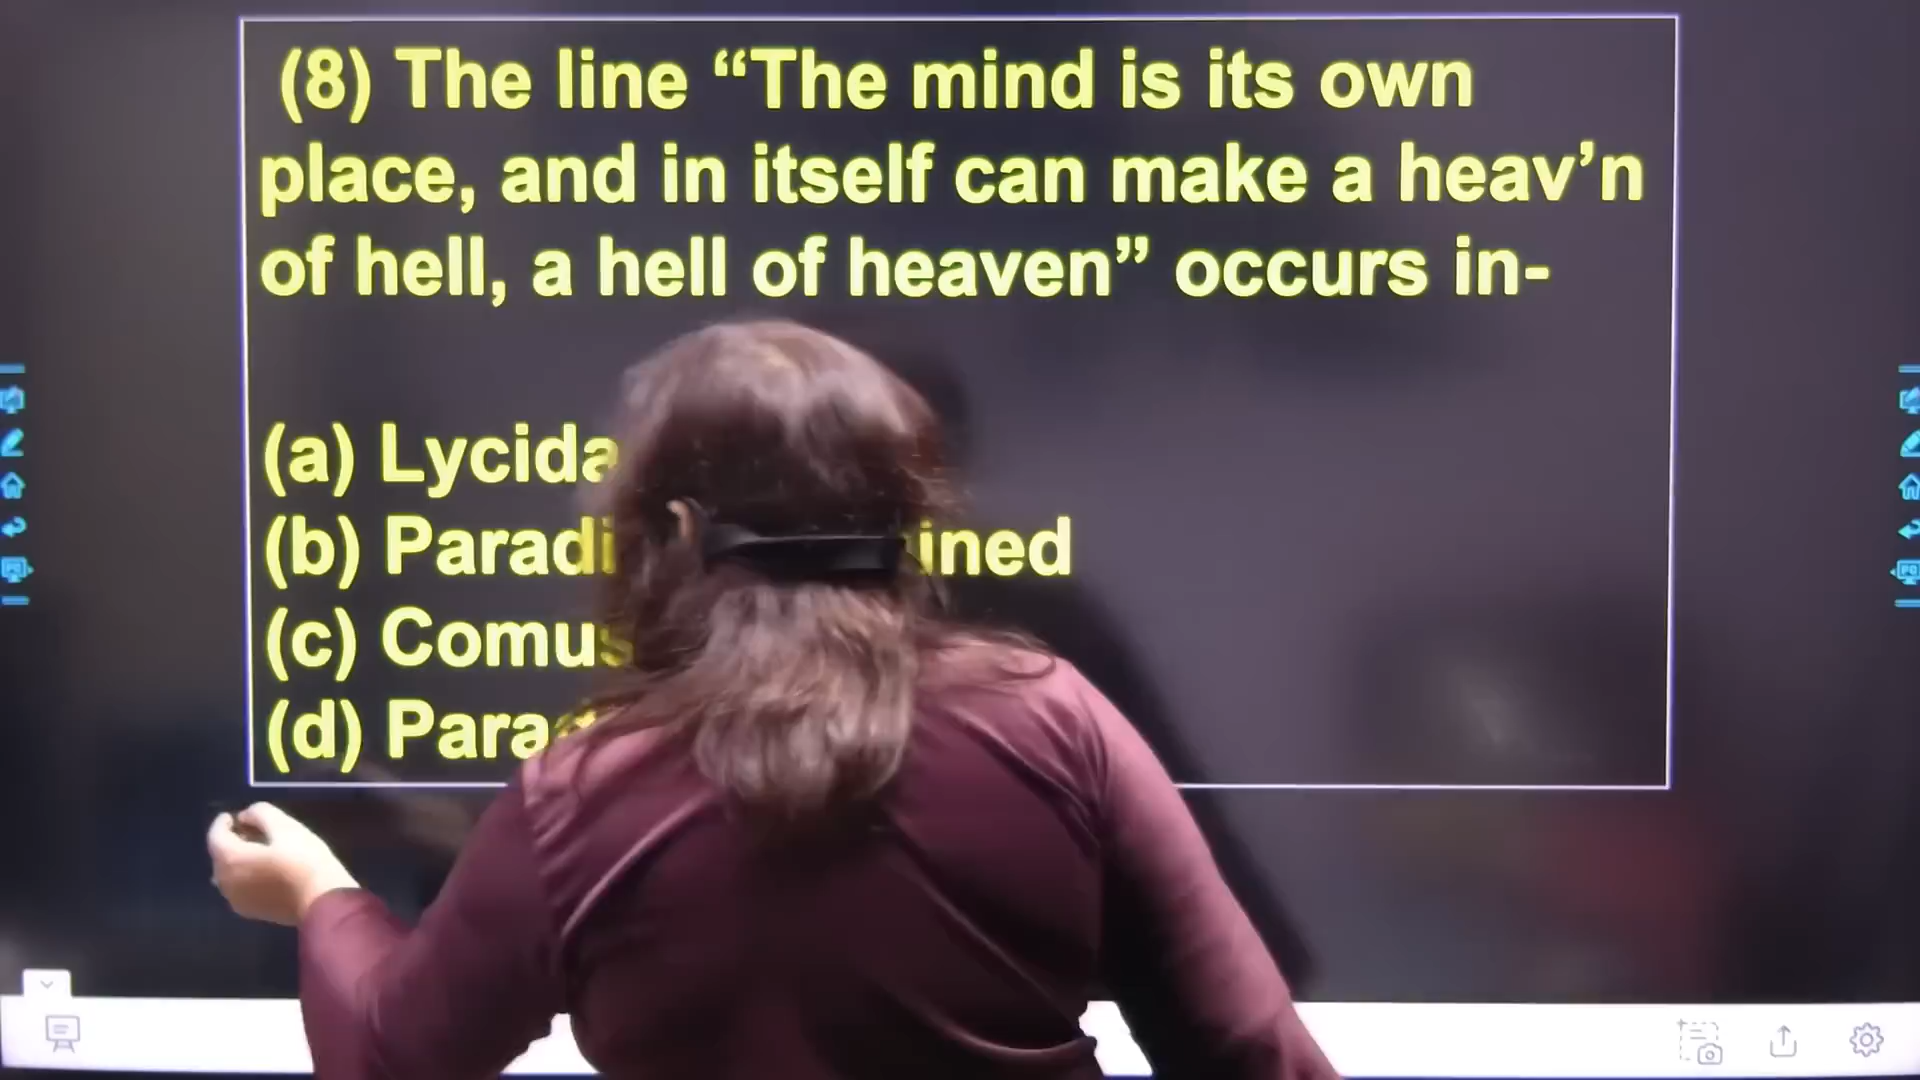 (8) The line “The mind is its own
place, and in itself can make a heav’n
of hell, a hell of heaven” occurs in-
(a) Lycida
(b) Paradi ined
(c) Comus
(d) Para